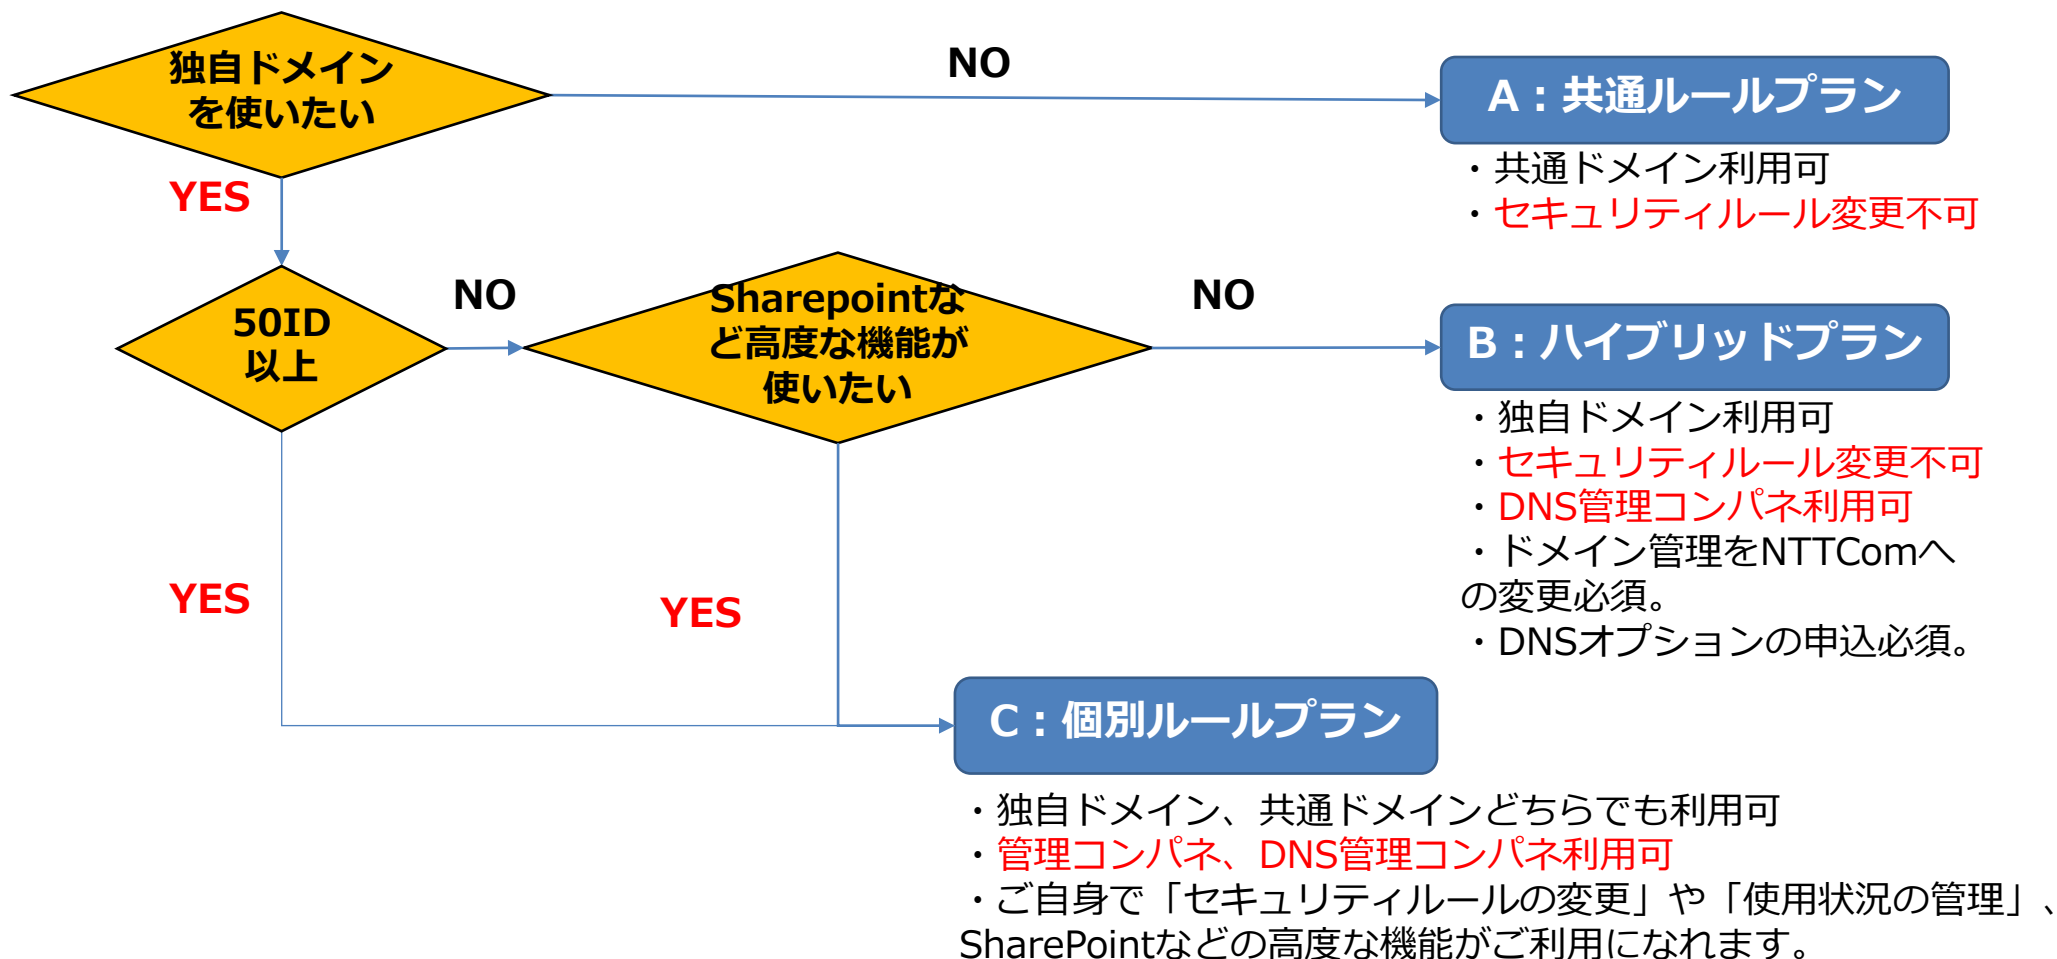 独自ドメイン
を使いたい
NO
A：共通ルールプラン
・共通ドメイン利用可
・セキュリティルール変更不可
YES
50ID
以上
NO
Sharepointな
ど高度な機能が
使いたい
NO
B：ハイブリッドプラン
・独自ドメイン利用可
・セキュリティルール変更不可
・DNS管理コンパネ利用可
・ドメイン管理をNTTComへ
の変更必須。
・DNSオプションの申込必須。
YES
YES
C：個別ルールプラン
・独自ドメイン、共通ドメインどちらでも利用可
・管理コンパネ、DNS管理コンパネ利用可
・ご自身で「セキュリティルールの変更」や「使用状況の管理」、
SharePointなどの高度な機能がご利用になれます。